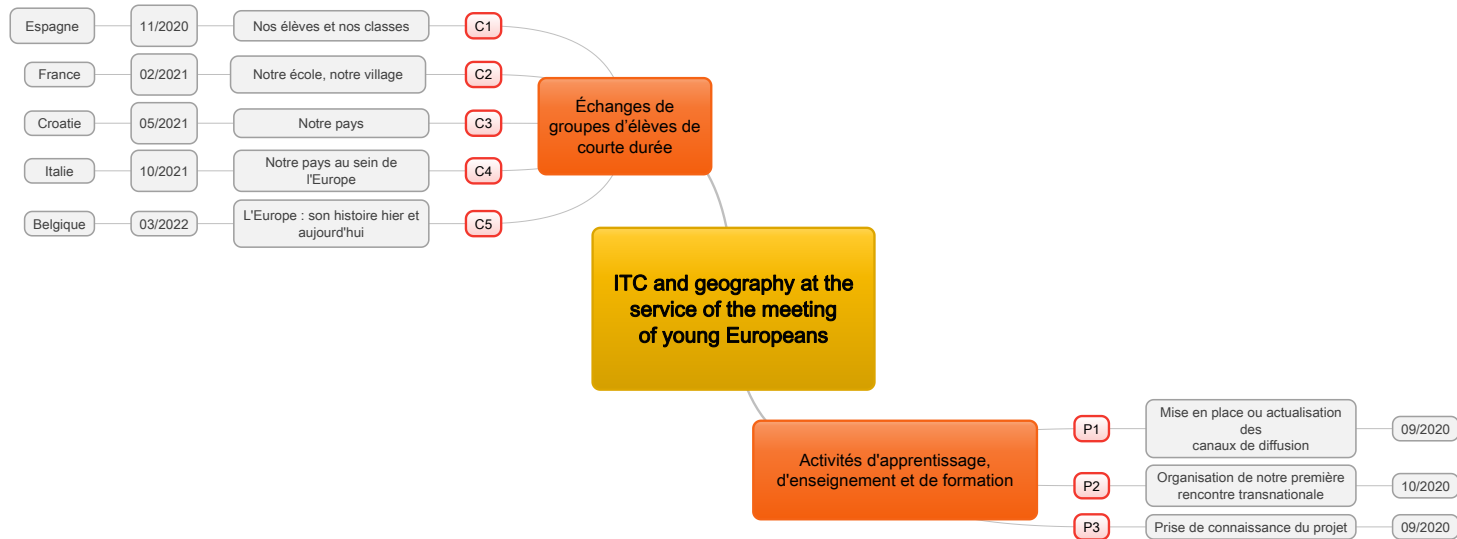 Espagne
11/2020
Nos élèves et nos classes
C1
France
02/2021
Notre école, notre village
C2
Croatie
05/2021
Notre pays
C3
Italie
10/2021
Notre pays au sein de
l'Europe
C4
Belgique
03/2022
L'Europe : son histoire hier et
aujourd'hui
C5
Échanges de
groupes d’élèves de
courte durée
ITC and geography at the
service of the meeting
of young Europeans
Activités d'apprentissage,
d'enseignement et de formation
P1
Mise en place ou actualisation
des
canaux de diffusion
09/2020
P2
Organisation de notre première
rencontre transnationale
10/2020
P3
Prise de connaissance du projet
09/2020